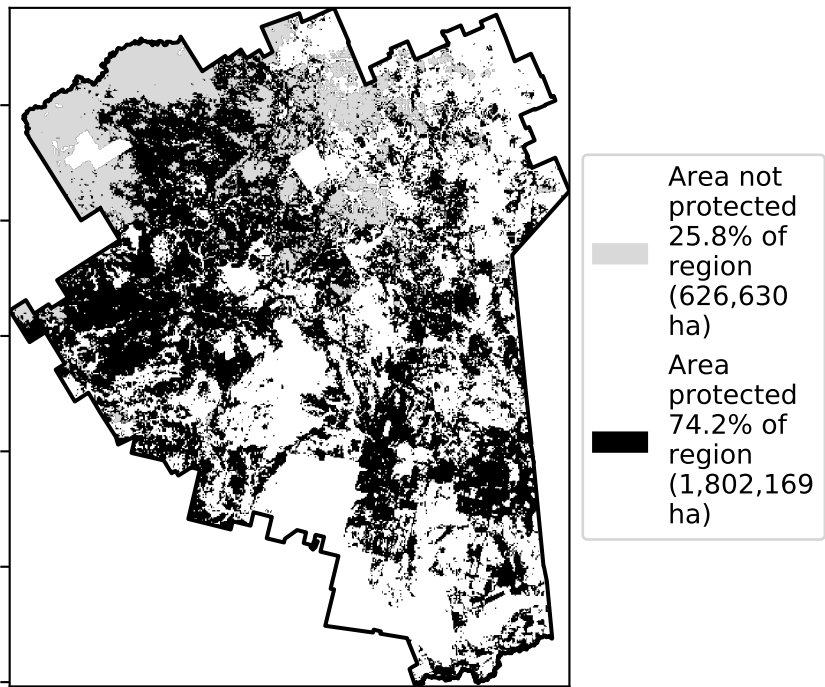 Area not
protected
25.8% of
region
(626,630
ha)
Area
protected
74.2% of
region
(1,802,169
ha)